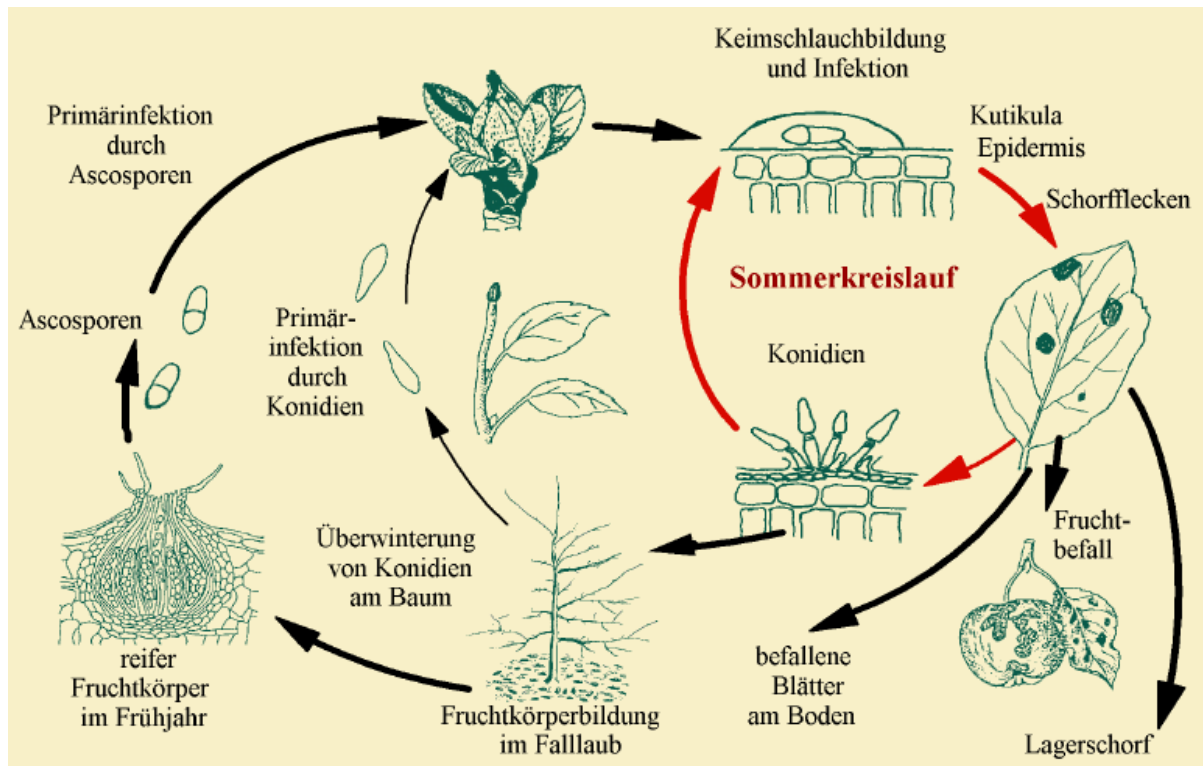 Keimschlauchbildung
und Infektion
Primärinfektion
durch
Ascosporen
Kutikula
Epidermis
Schorfflecken
Sommerkreislauf
Ascosporen
Primär-
infektion
durch
Konidien
Konidien
Überwinterung
von Konidien
am Baum
Frucht-
befall
reifer
Fruchtkörper
im Frühjahr
Fruchtkörperbildung
im Falllaub
befallene
Blätter
am Boden
Lagerschorf